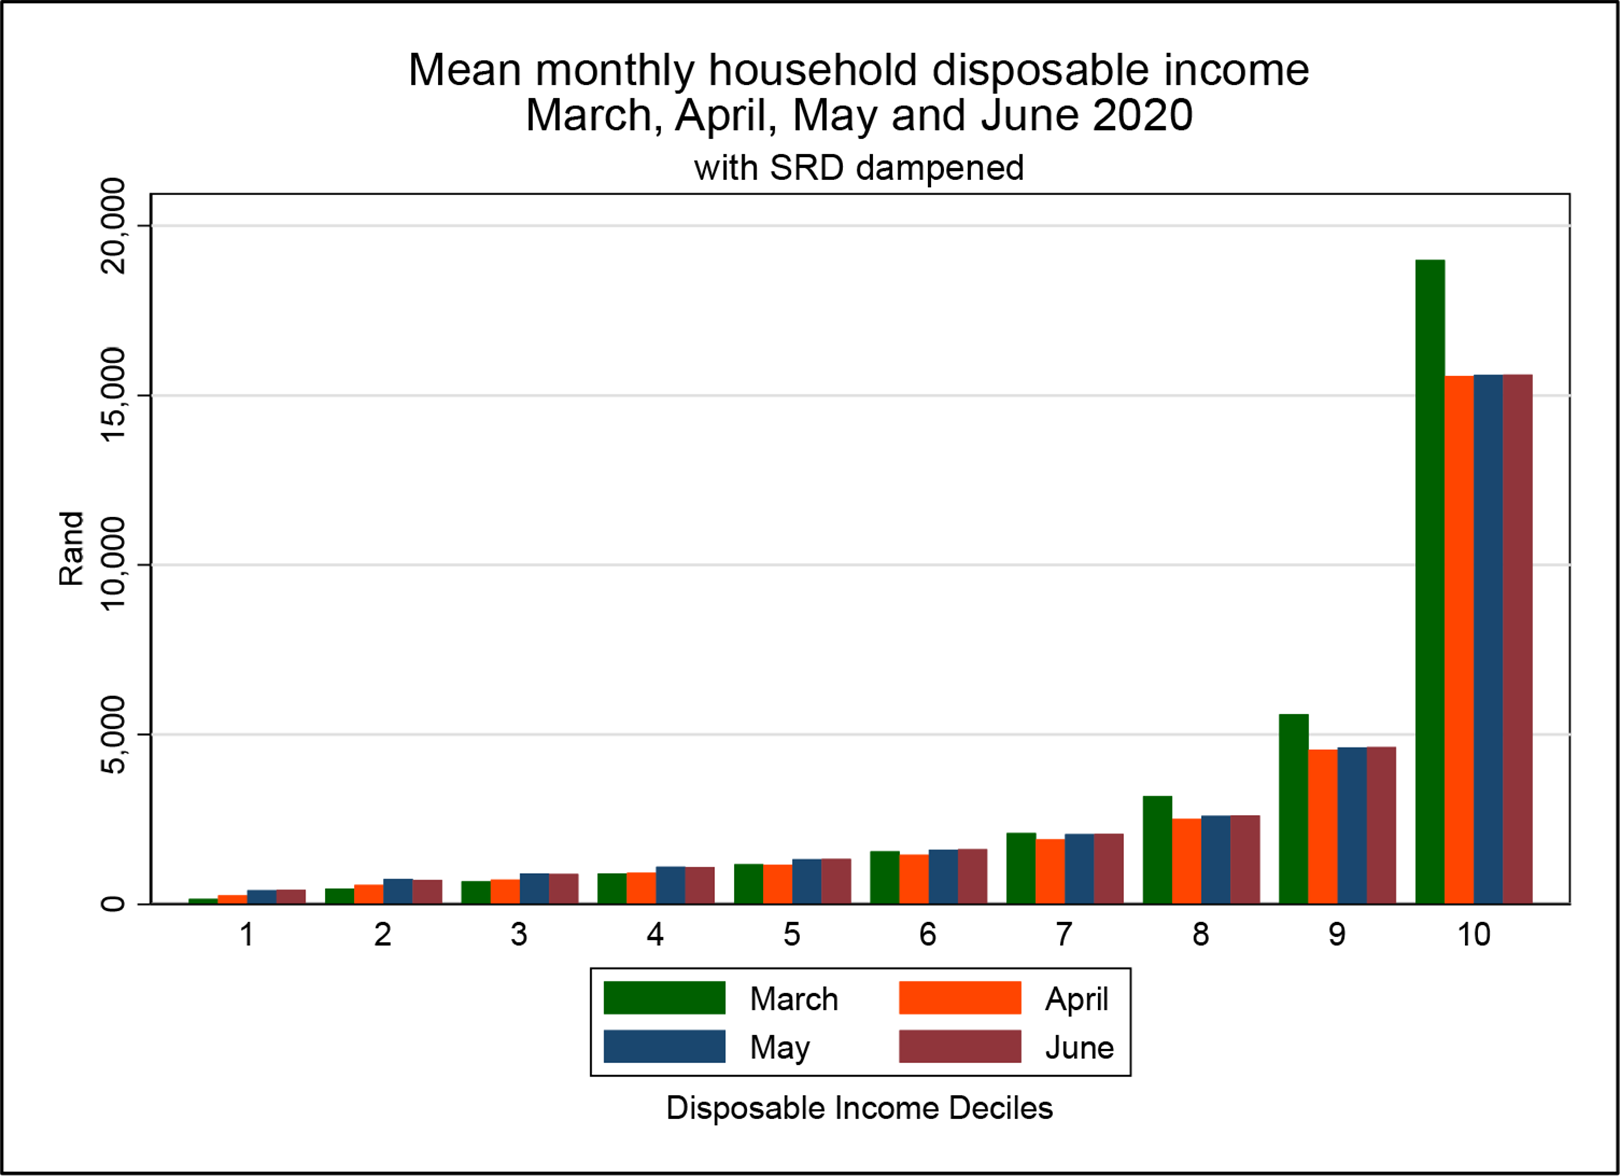 Mean monthly household disposable income
March, April, May and June 2020
with SRD dampened
20,000
15,000
10,000
5,000
0
Rand
1 2 3 4 5 6 7 8 9 10
March April
May June
Disposable Income Deciles